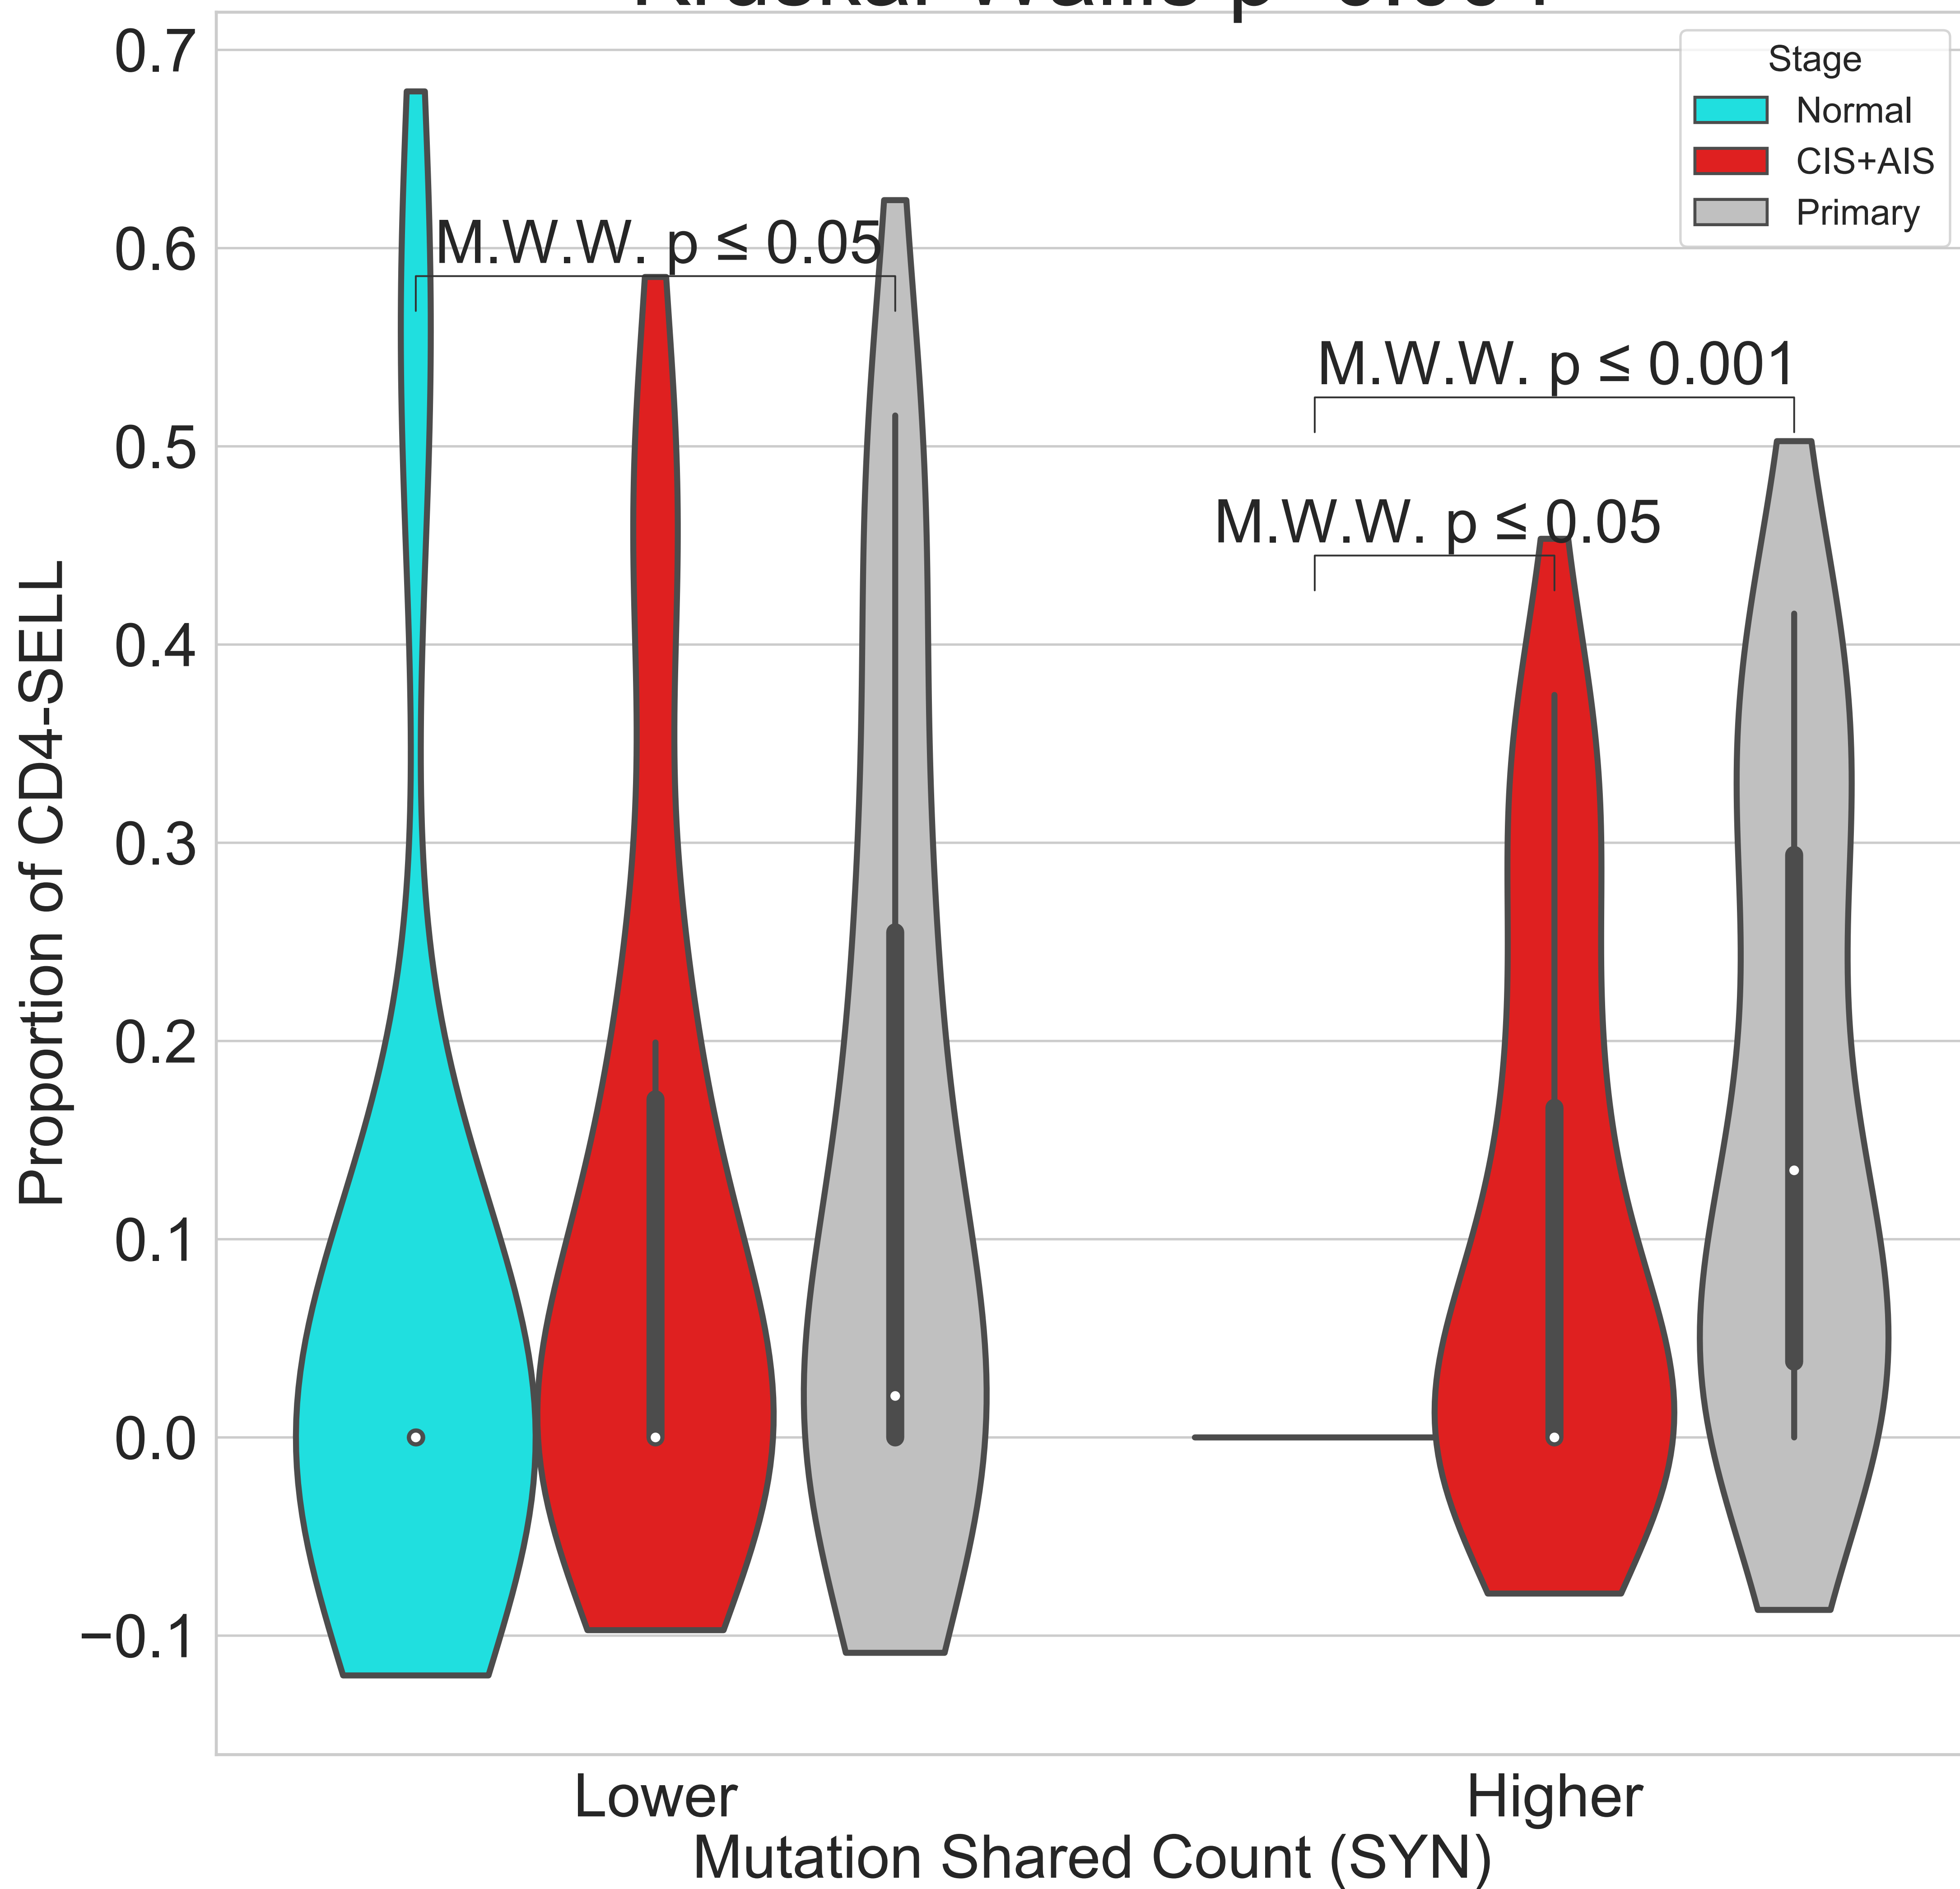 0.7
0.6
0.5
0.4
0.3
0.2
0.1
0.0
−0.1
Proportion of CD4-SELL
Stage
Normal
CIS+AIS
Primary
M.W.W. p ≤ 0.05
M.W.W. p ≤ 0.001
M.W.W. p ≤ 0.05
Lower
Higher
Mutation Shared Count (SYN)